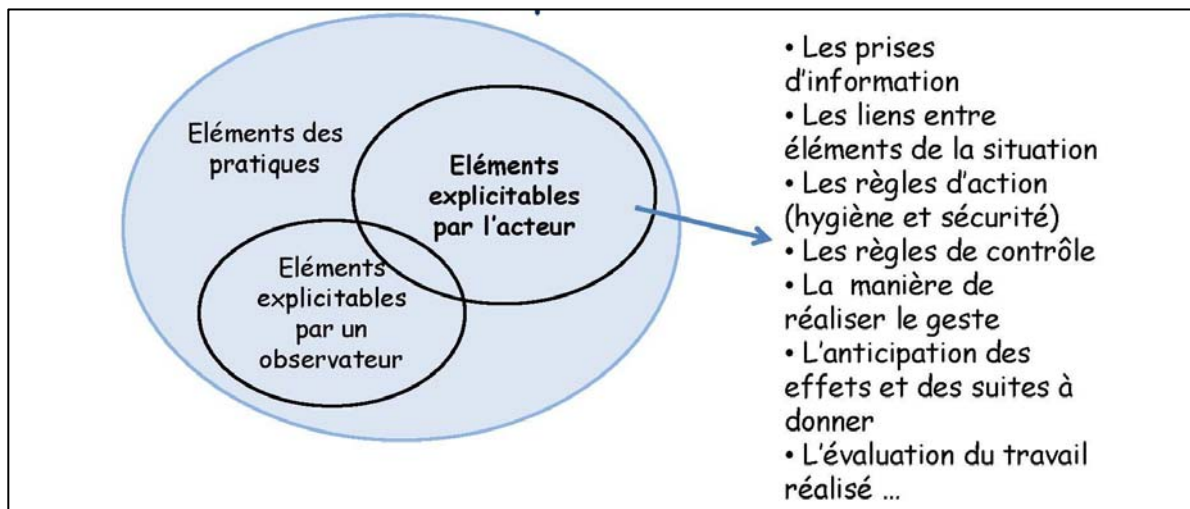 Eléments des
pratiques
Eléments
explicitables
par l'acteur
Eléments
explicitables
par un
observateur
• Les prises
d'information
• Les liens entre
éléments de la situation
• Les règles d'action
(hygiène et sécurité)
• Les règles de contrôle
• La manière de
réaliser le geste
• L'anticipation des
effets et des suites à
donner
• L'évaluation du travail
réalisé ...